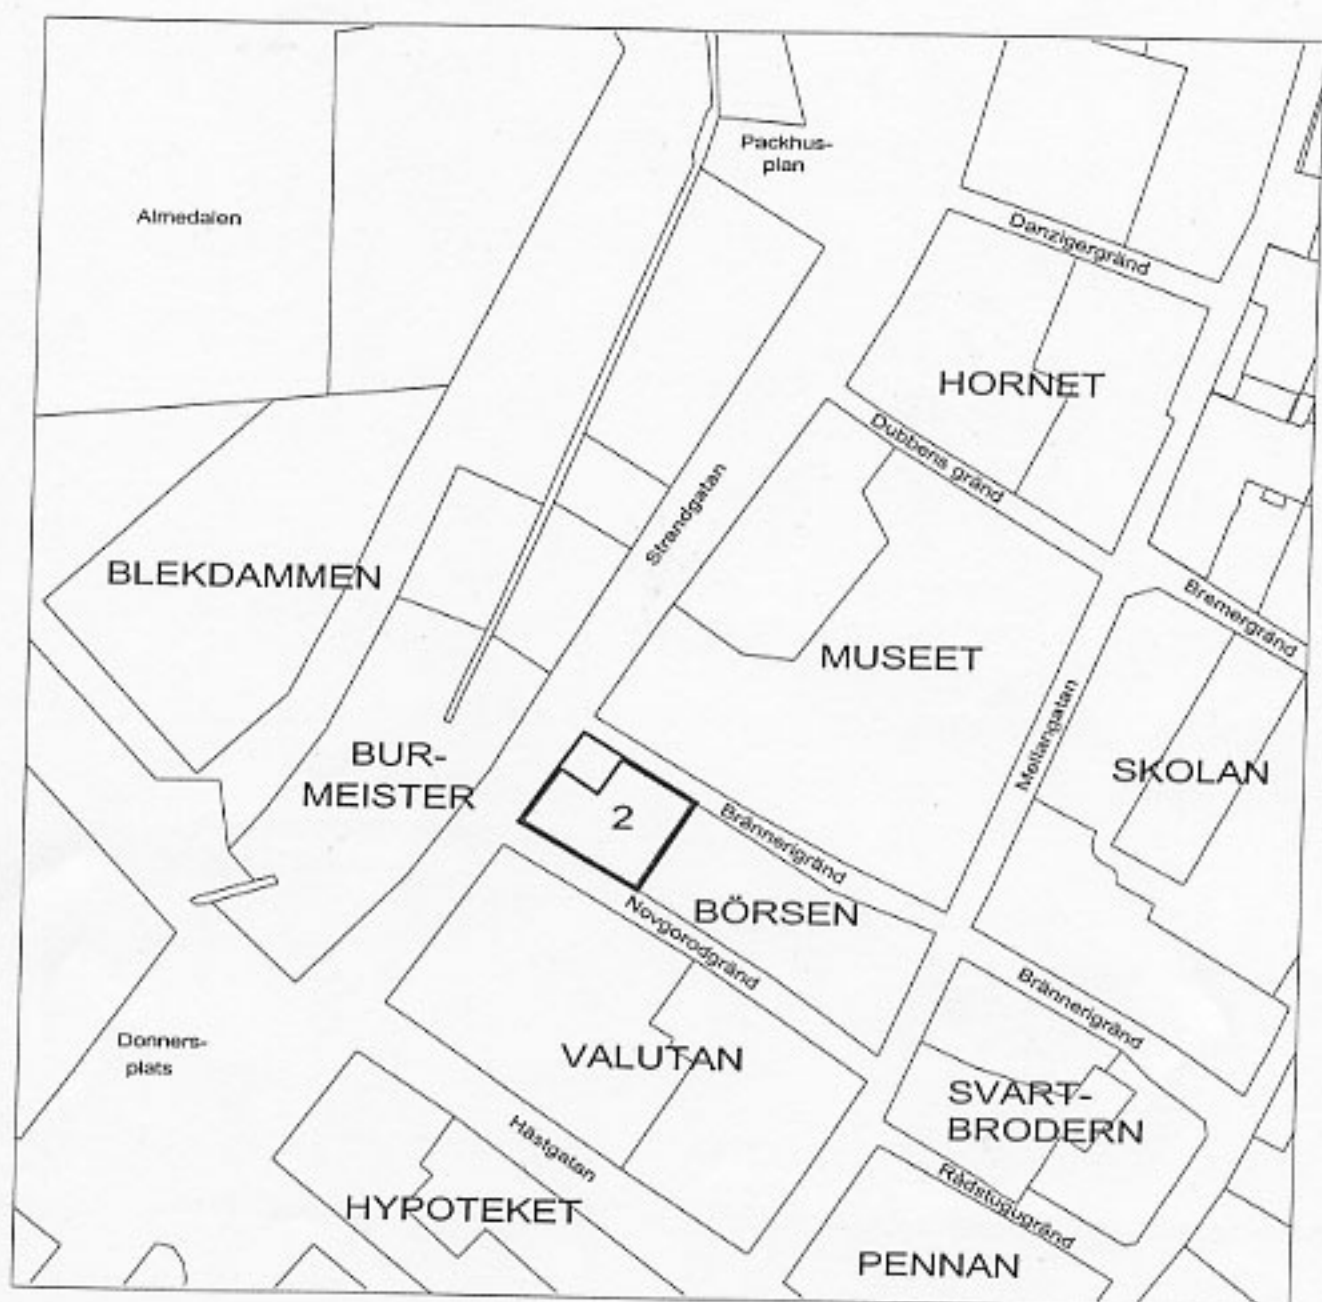 Packhus-
plan
Almedalen
Danzigergränd
HORNET
Dubbens gränd
Strandgatan
BLEKDAMMEN
Bremergränd
MUSEET
Mellangatan
BUR-
MEISTER
SKOLAN
2
Brännerigränd
BÖRSEN
Novgorodgränd
Brännerigränd
Donners-
plats
VALUTAN
SVART-
BRODERN
Hästgatan
Rådstugugränd
HYPOTEKET
PENNAN